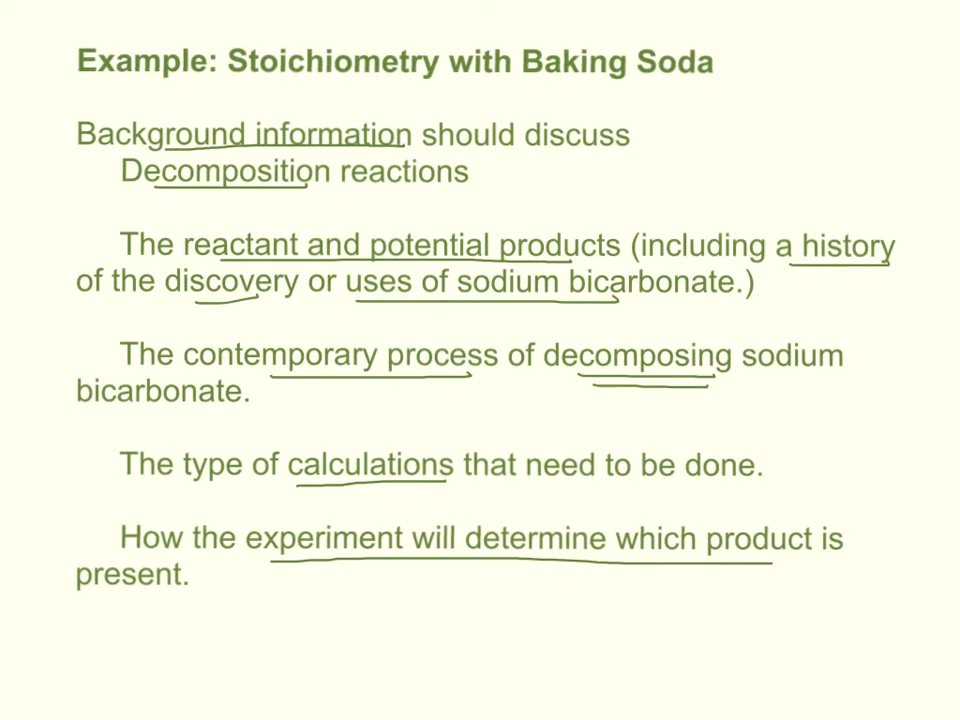 Example: Stoichiometry with Baking Soda
Background information should discuss
Decomposition reactions
The reactant and potential products (including a history
of the discovery or uses of sodium bicarbonate.)
The contemporary process of decomposing sodium
bicarbonate.
The type of calculations that need to be done.
How the experiment will determine which product is
present.